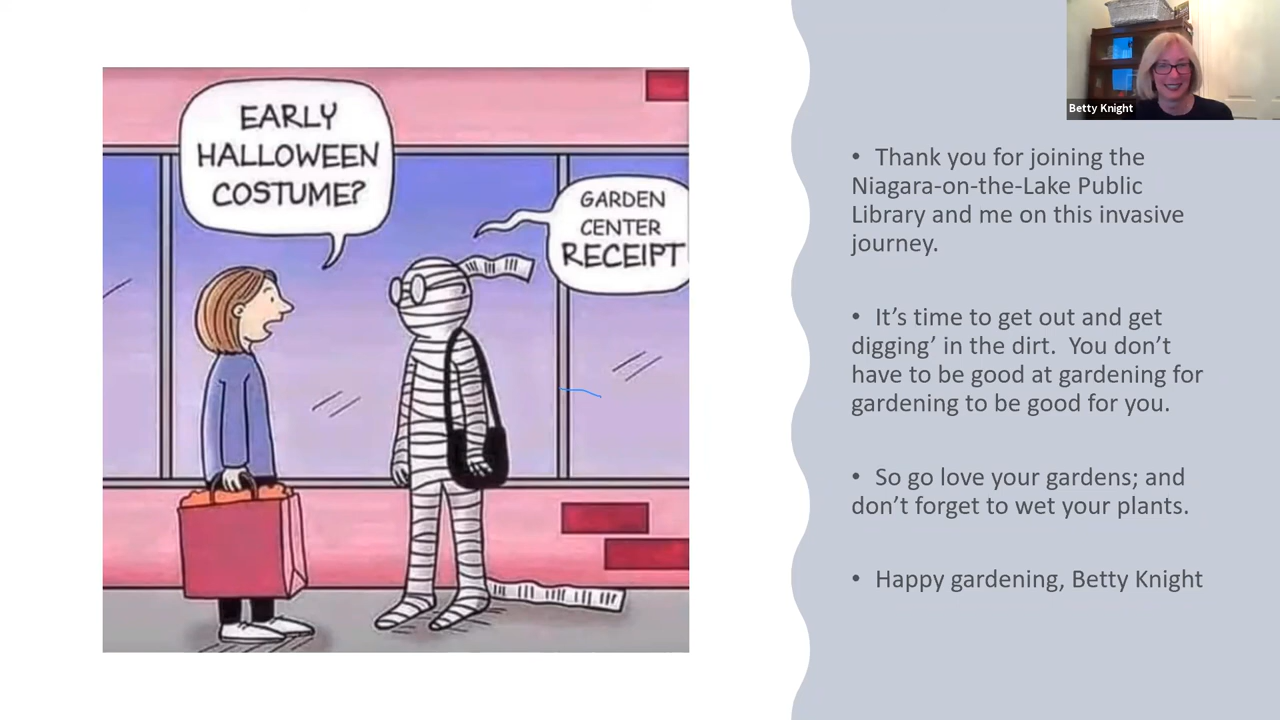 EARLY
HALLOWEEN
COSTUME?
GARDEN
CENTER
RECEIPT
Betty Knight
• Thank you for joining the
Niagara-on-the-Lake Public
Library and me on this invasive
journey.
• It’s time to get out and get
digging’ in the dirt.  You don’t
have to be good at gardening for
gardening to be good for you.
• So go love your gardens; and
don’t forget to wet your plants.
• Happy gardening, Betty Knight